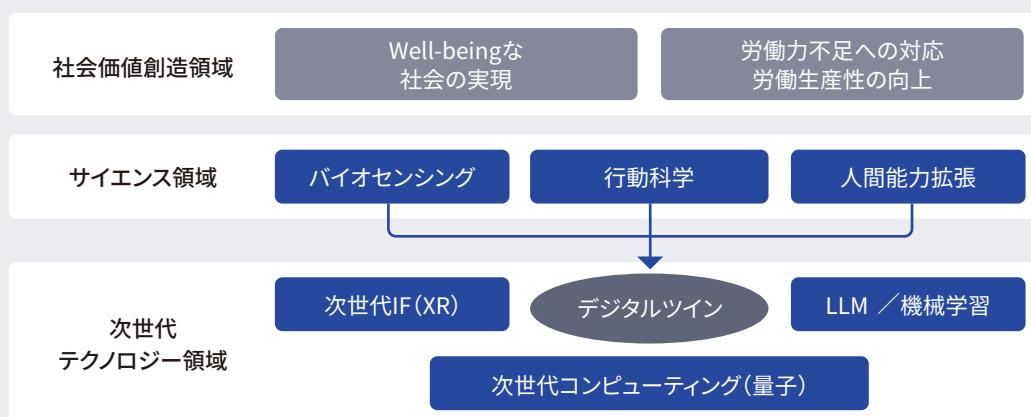 社会価値創造領域
Well-beingな
社会の実現
労働力不足への対応
労働生産性の向上
サイエンス領域
バイオセンシング
行動科学
人間能力拡張
次世代
テクノロジー領域
次世代IF（XR）
デジタルツイン
LLM ／機械学習
次世代コンピューティング（量子）